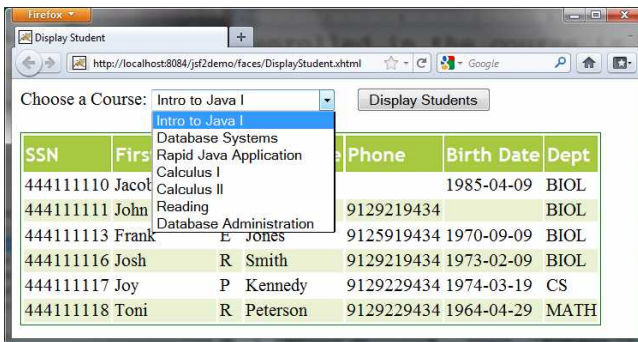 Firefox
Display Student
http://localhost:8084/jsf2demo/faces/DisplayStudent.xhtml Google
Choose a Course: Intro to Java I Display Students
Intro to Java I
Database Systems
Rapid Java Application
Calculus I
Calculus II
Reading
Database Administration
SSN Phone Birth Date Dept
444111110 Jacob 1985-04-09 BIOL
444111111 John 9129219434 BIOL
444111113 Frank E Jones 9125919434 1970-09-09 BIOL
444111116 Josh R Smith 9129219434 1973-02-09 BIOL
444111117 Joy P Kennedy 9129229434 1974-03-19 CS
444111118 Toni R Peterson 9129229434 1964-04-29 MATH